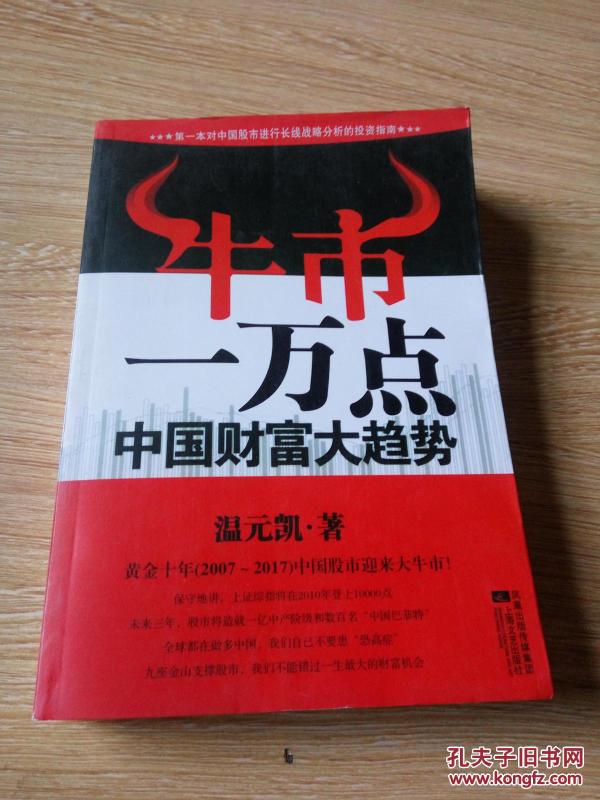 ★★★第一本对中国股市进行长线战略分析的投资指南★★★
牛市
一万点
中国财富大趋势
温元凯·著
黄金十年(2007~2017)中国股市迎来大牛市!
保守地讲，上证综指将在2010年登上10000点
未来三年，股市将造就一亿中产阶级和数百名“中国巴菲特”
全球都在做多中国，我们自己不要患“恐高症”
九座金山支撑股市，我们不能错过一生最大的财富机会
凤凰出版传媒集团
上海文艺出版社
孔夫子旧书网
www.kongfz.com